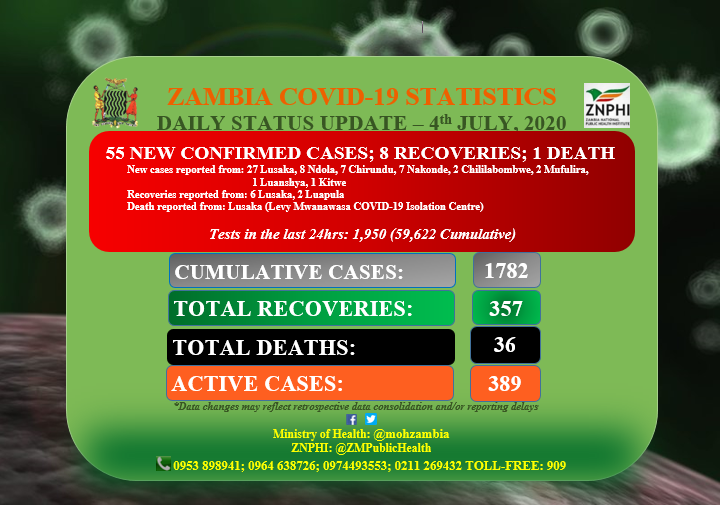 ZAMBIA COVID-19 STATISTICS
DAILY STATUS UPDATE – 4th JULY, 2020
ZNPHI
ZAMBIA NATIONAL
PUBLIC HEALTH INSTITUTE
55 NEW CONFIRMED CASES; 8 RECOVERIES; 1 DEATH
New cases reported from: 27 Lusaka, 8 Ndola, 7 Chirundu, 7 Nakonde, 2 Chililabombwe, 2 Mufulira,
1 Luanshya, 1 Kitwe
Recoveries reported from: 6 Lusaka, 2 Luapula
Death reported from: Lusaka (Levy Mwanawasa COVID-19 Isolation Centre)
Tests in the last 24hrs: 1,950 (59,622 Cumulative)
CUMULATIVE CASES: 1782
TOTAL RECOVERIES: 357
TOTAL DEATHS: 36
ACTIVE CASES: 389
*Data changes may reflect retrospective data consolidation and/or reporting delays
Ministry of Health: @mohzambia
ZNPHI: @ZMPublicHealth
0953 898941; 0964 638726; 0974493553; 0211 269432 TOLL-FREE: 909